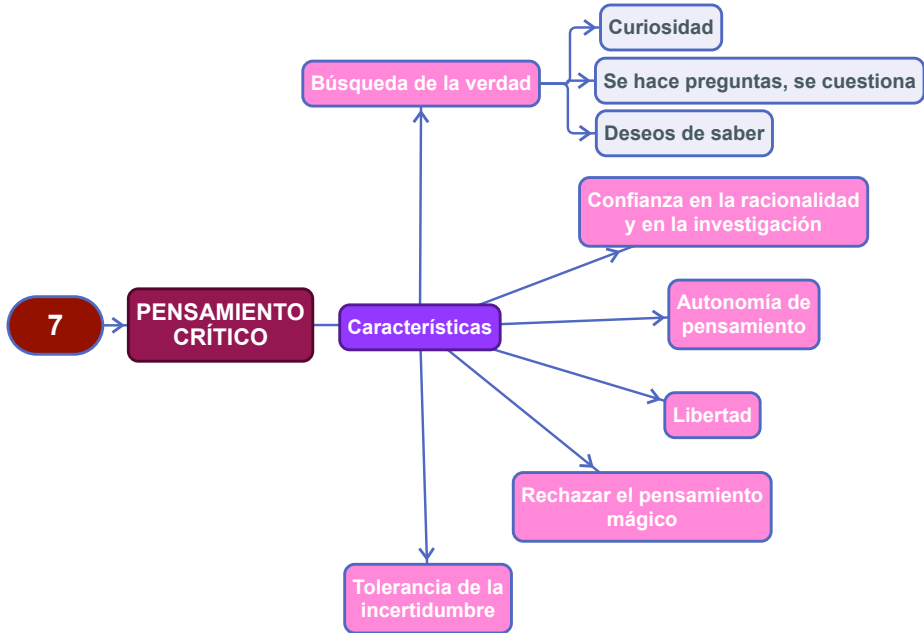 Curiosidad
Búsqueda de la verdad
Se hace preguntas, se cuestiona
Deseos de saber
Confianza en la racionalidad
y en la investigación
7
PENSAMIENTO
CRÍTICO
Característícas
Autonomía de
pensamiento
Libertad
Rechazar el pensamiento
mágico
Tolerancia de la
incertidumbre